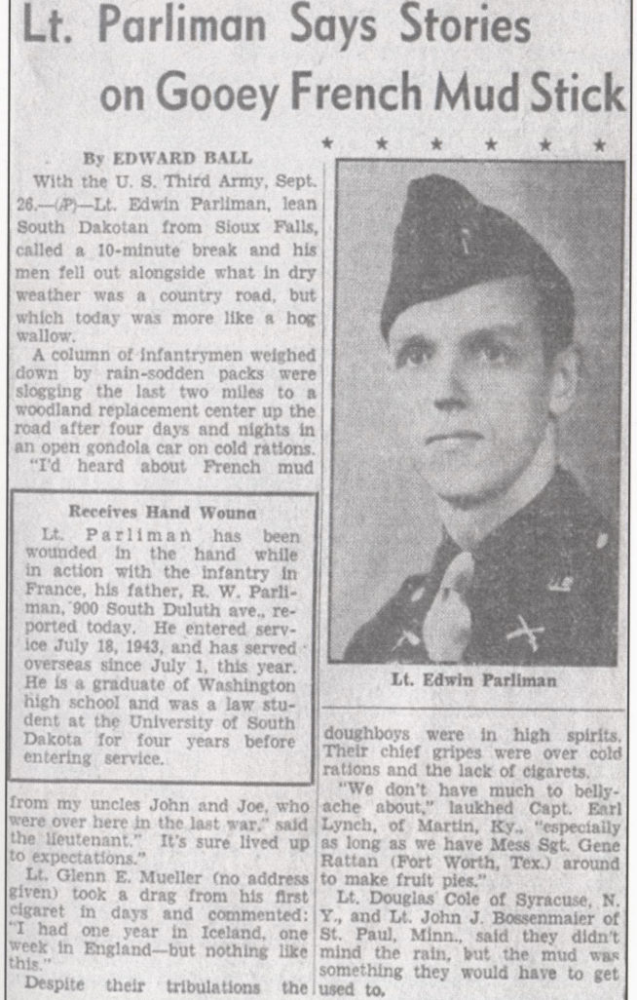 Lt. Parliman Says Stories
on Gooey French Mud Stick
By EDWARD BALL
With the U. S. Third Army, Sept.
26.—(AP)—Lt. Edwin Parliman, lean
South Dakotan from Sioux Falls,
called a 10-minute break and his
men fell out alongside what in dry
weather was a country road, but
which today was more like a hog
wallow.
A column of infantrymen weighed
down by rain-sodden packs were
slogging the last two miles to a
woodland replacement center up the
road after four days and nights in
an open gondola car on cold rations.
"I'd heard about French mud
Receives Hand Wound
Lt. Parliman has been
wounded in the hand while
in action with the infantry in
France, his father, R. W. Parli-
man, 900 South Duluth ave., re-
ported today. He entered serv-
ice July 18, 1943, and has served
overseas since July 1, this year.
He is a graduate of Washington
high school and was a law stu-
dent at the University of South
Dakota for four years before
entering service.
from my uncles John and Joe, who
were over here in the last war," said
the lieutenant." It's sure lived up
to expectations."
Lt. Glenn E. Mueller (no address
given) took a drag from his first
cigaret in days and commented:
"I had one year in Iceland, one
week in England—but nothing like
this."
Despite their tribulations the
★ ★ ★ ★ ★ ★
U.S.
Lt. Edwin Parliman
doughboys were in high spirits.
Their chief gripes were over cold
rations and the lack of cigarets.
"We don't have much to belly-
ache about," laukhed Capt. Earl
Lynch, of Martin, Ky., "especially
as long as we have Mess Sgt. Gene
Rattan (Fort Worth, Tex.) around
to make fruit pies."
Lt. Douglas Cole of Syracuse, N.
Y., and Lt. John J. Bossenmaier of
St. Paul, Minn., said they didn't
mind the rain, but the mud was
something they would have to get
used to.